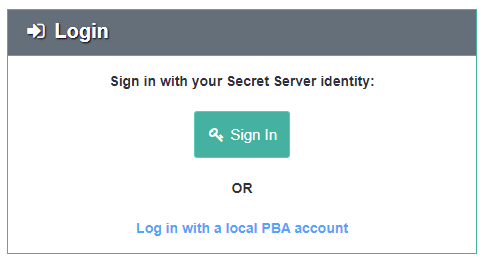 Login
Sign in with your Secret Server identity:
Sign In
OR
Log in with a local PBA account